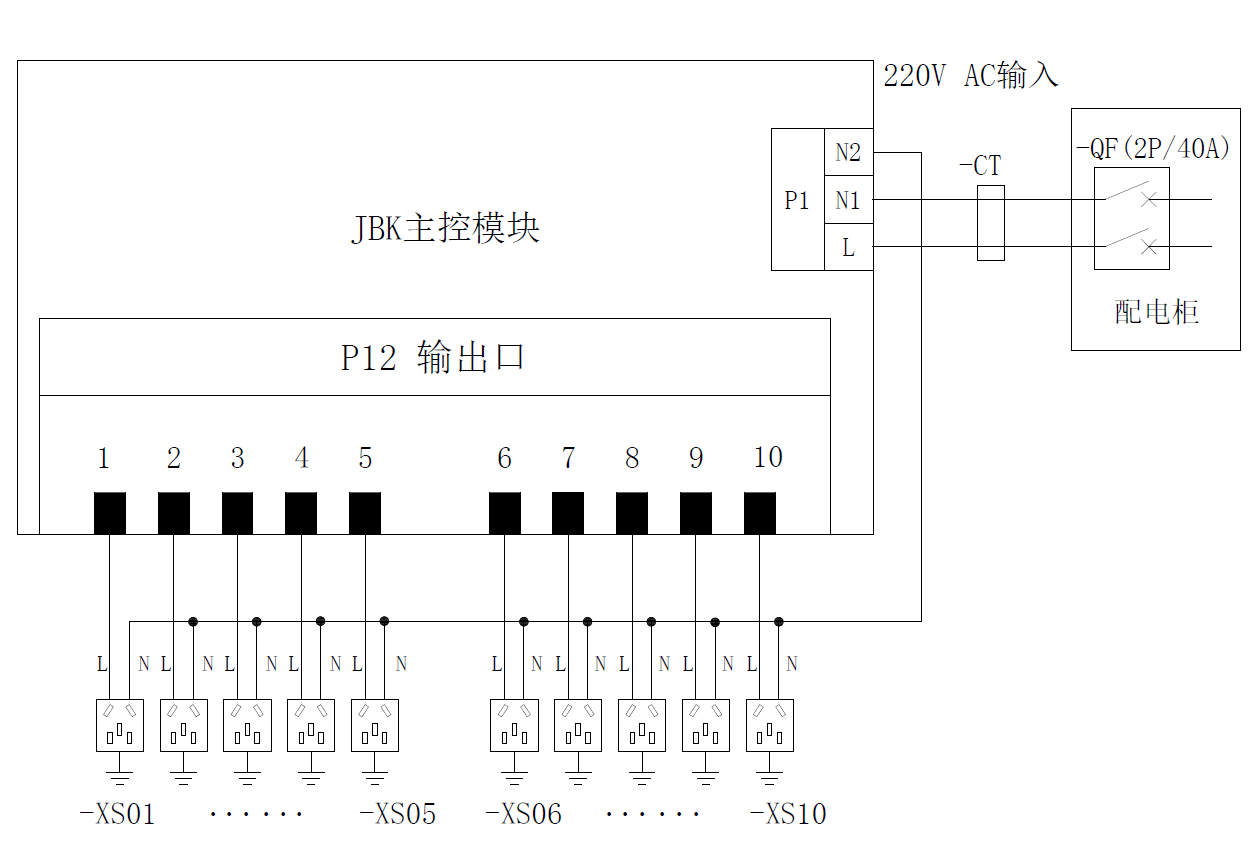 220V AC输入
-QF(2P/40A)
N2
-CT
P1
N1
JBK主控模块
L
配电柜
P12 输出口
1 2 3 4 5 6 7 8 9 10
L N L N L N L N L N L N L N L N L N L N
-XS01 ...... -XS05 -XS06 ...... -XS10